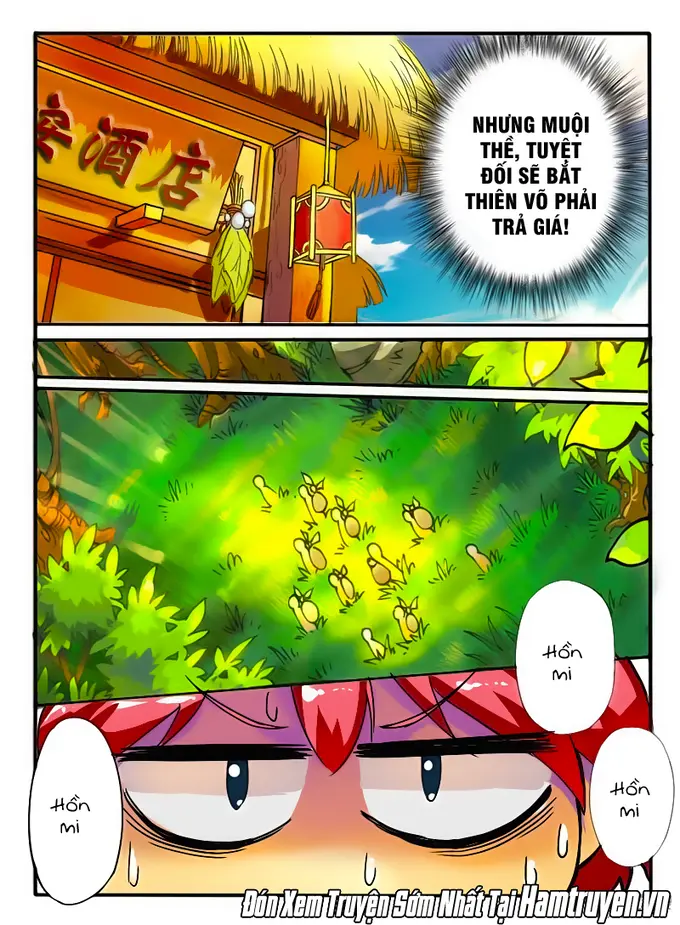 NHƯNG MUỘI
THỀ, TUYỆT
ĐỐI SẼ BẮT
THIÊN VÕ PHẢI
TRẢ GIÁ!
酒店
Hồn
mi
Hồn
mi
Hồn
mi
Đón Xem Truyện Sớm Nhất Tại Hamtruyen.vn